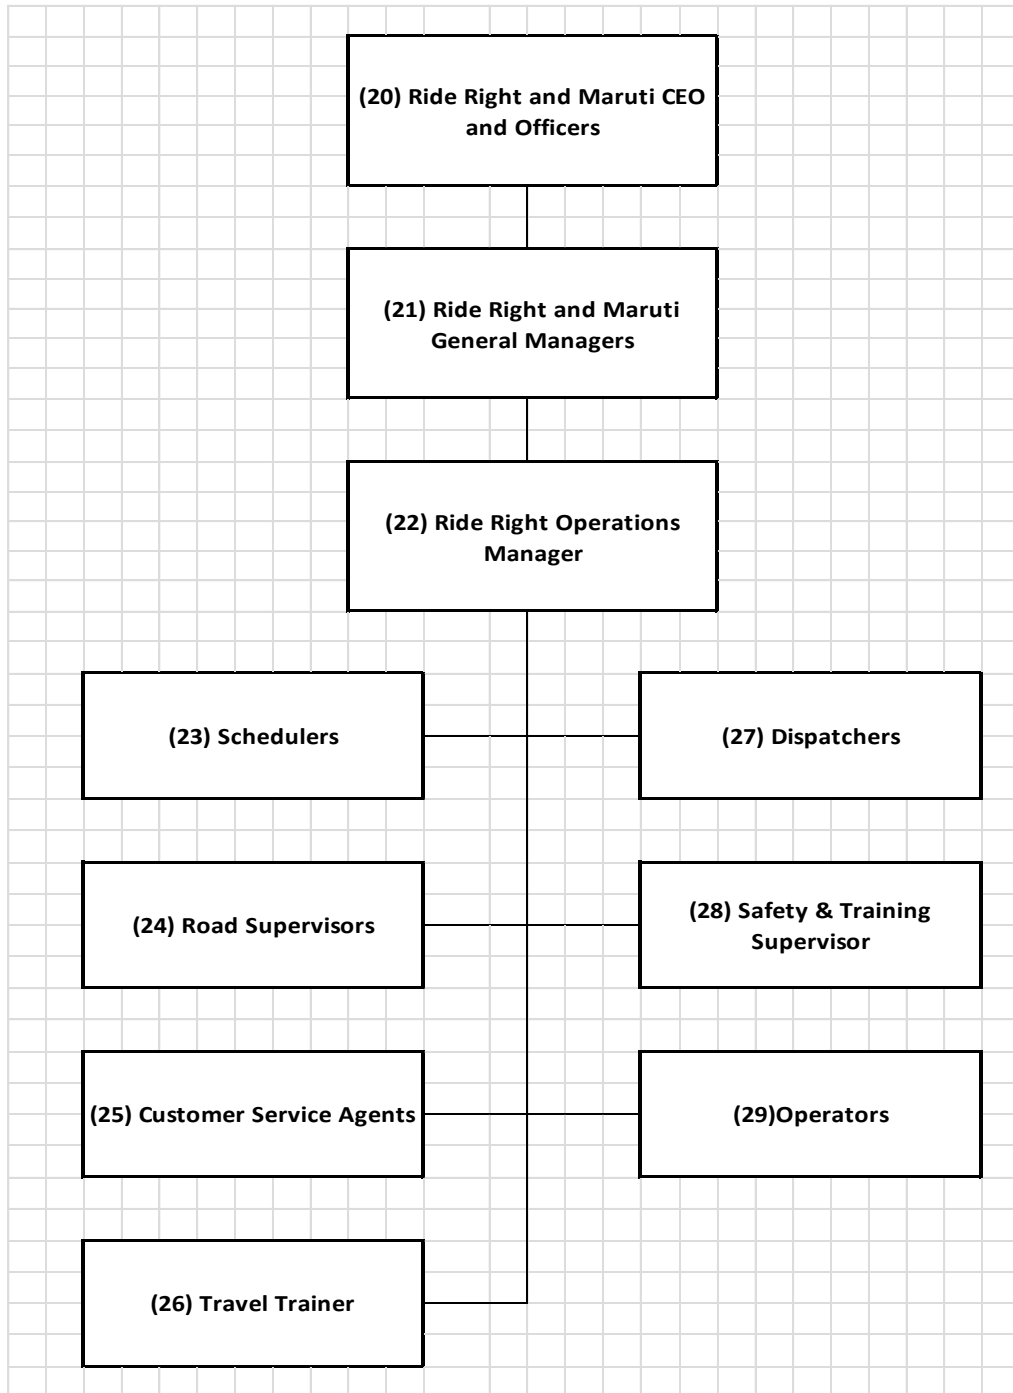 (20) Ride Right and Maruti CEO
and Officers
(21) Ride Right and Maruti
General Managers
(22) Ride Right Operations
Manager
(23) Schedulers
(27) Dispatchers
(24) Road Supervisors
(28) Safety & Training
Supervisor
(25) Customer Service Agents
(29)Operators
(26) Travel Trainer